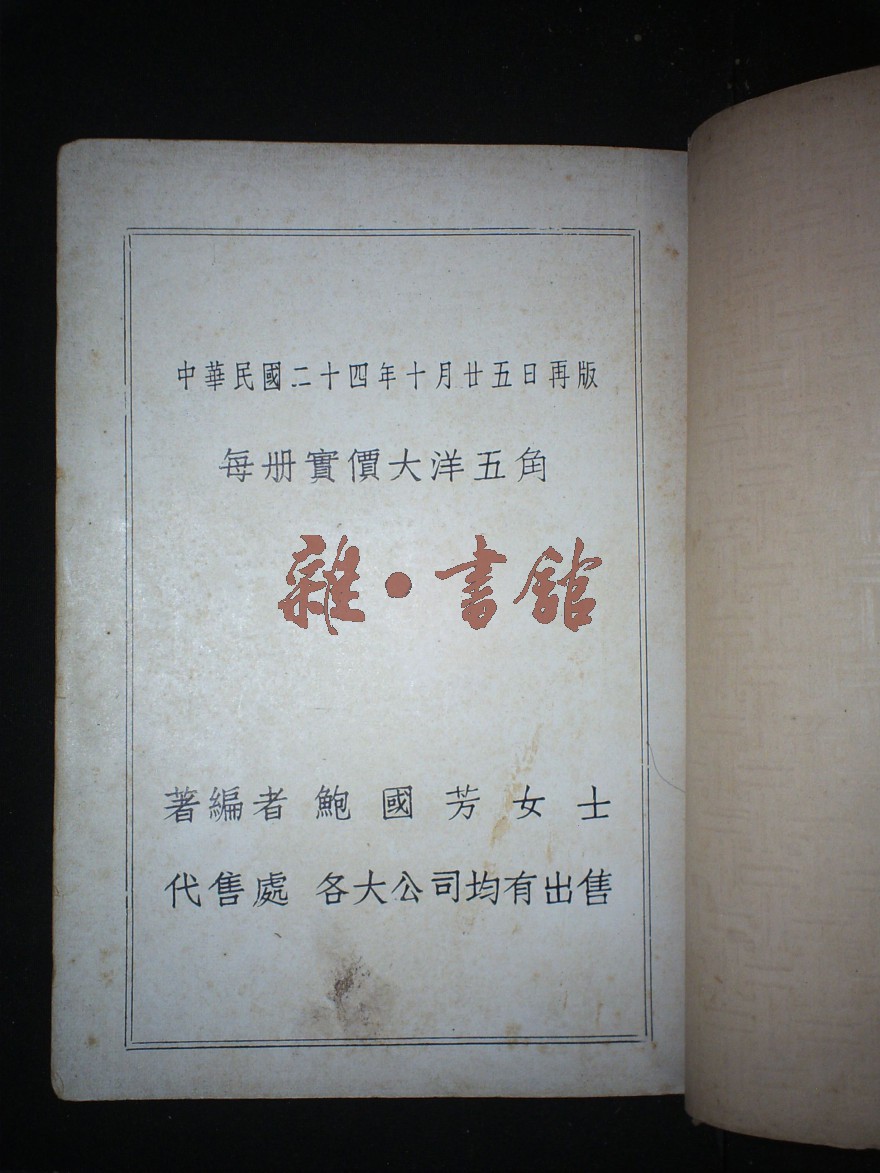 中華民國二十四年十月廿五日再版
每册實價大洋五角
雜·書舘
著編者 鮑國芳女士
代售處 各大公司均有出售